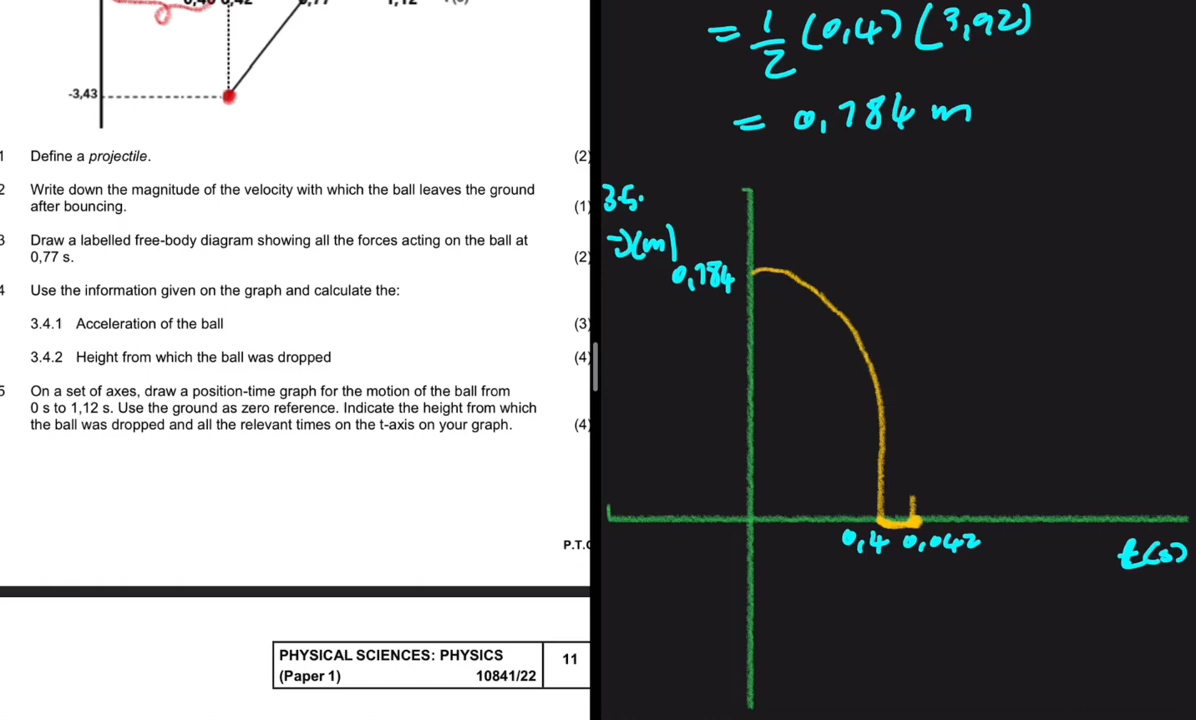 -3,43
1 Define a projectile. (2)
2 Write down the magnitude of the velocity with which the ball leaves the ground
after bouncing. (1)
3 Draw a labelled free-body diagram showing all the forces acting on the ball at
0,77 s. (2)
4 Use the information given on the graph and calculate the:
3.4.1 Acceleration of the ball (3)
3.4.2 Height from which the ball was dropped (4)
5 On a set of axes, draw a position-time graph for the motion of the ball from
0 s to 1,12 s. Use the ground as zero reference. Indicate the height from which
the ball was dropped and all the relevant times on the t-axis on your graph. (4)
P.T.O
PHYSICAL SCIENCES: PHYSICS
(Paper 1) 10841/22
11
= 1/2 (0,4) (3,92)
= 0,784 m
3.5.
x(m)
0,784
0,4 0,042
t(s)